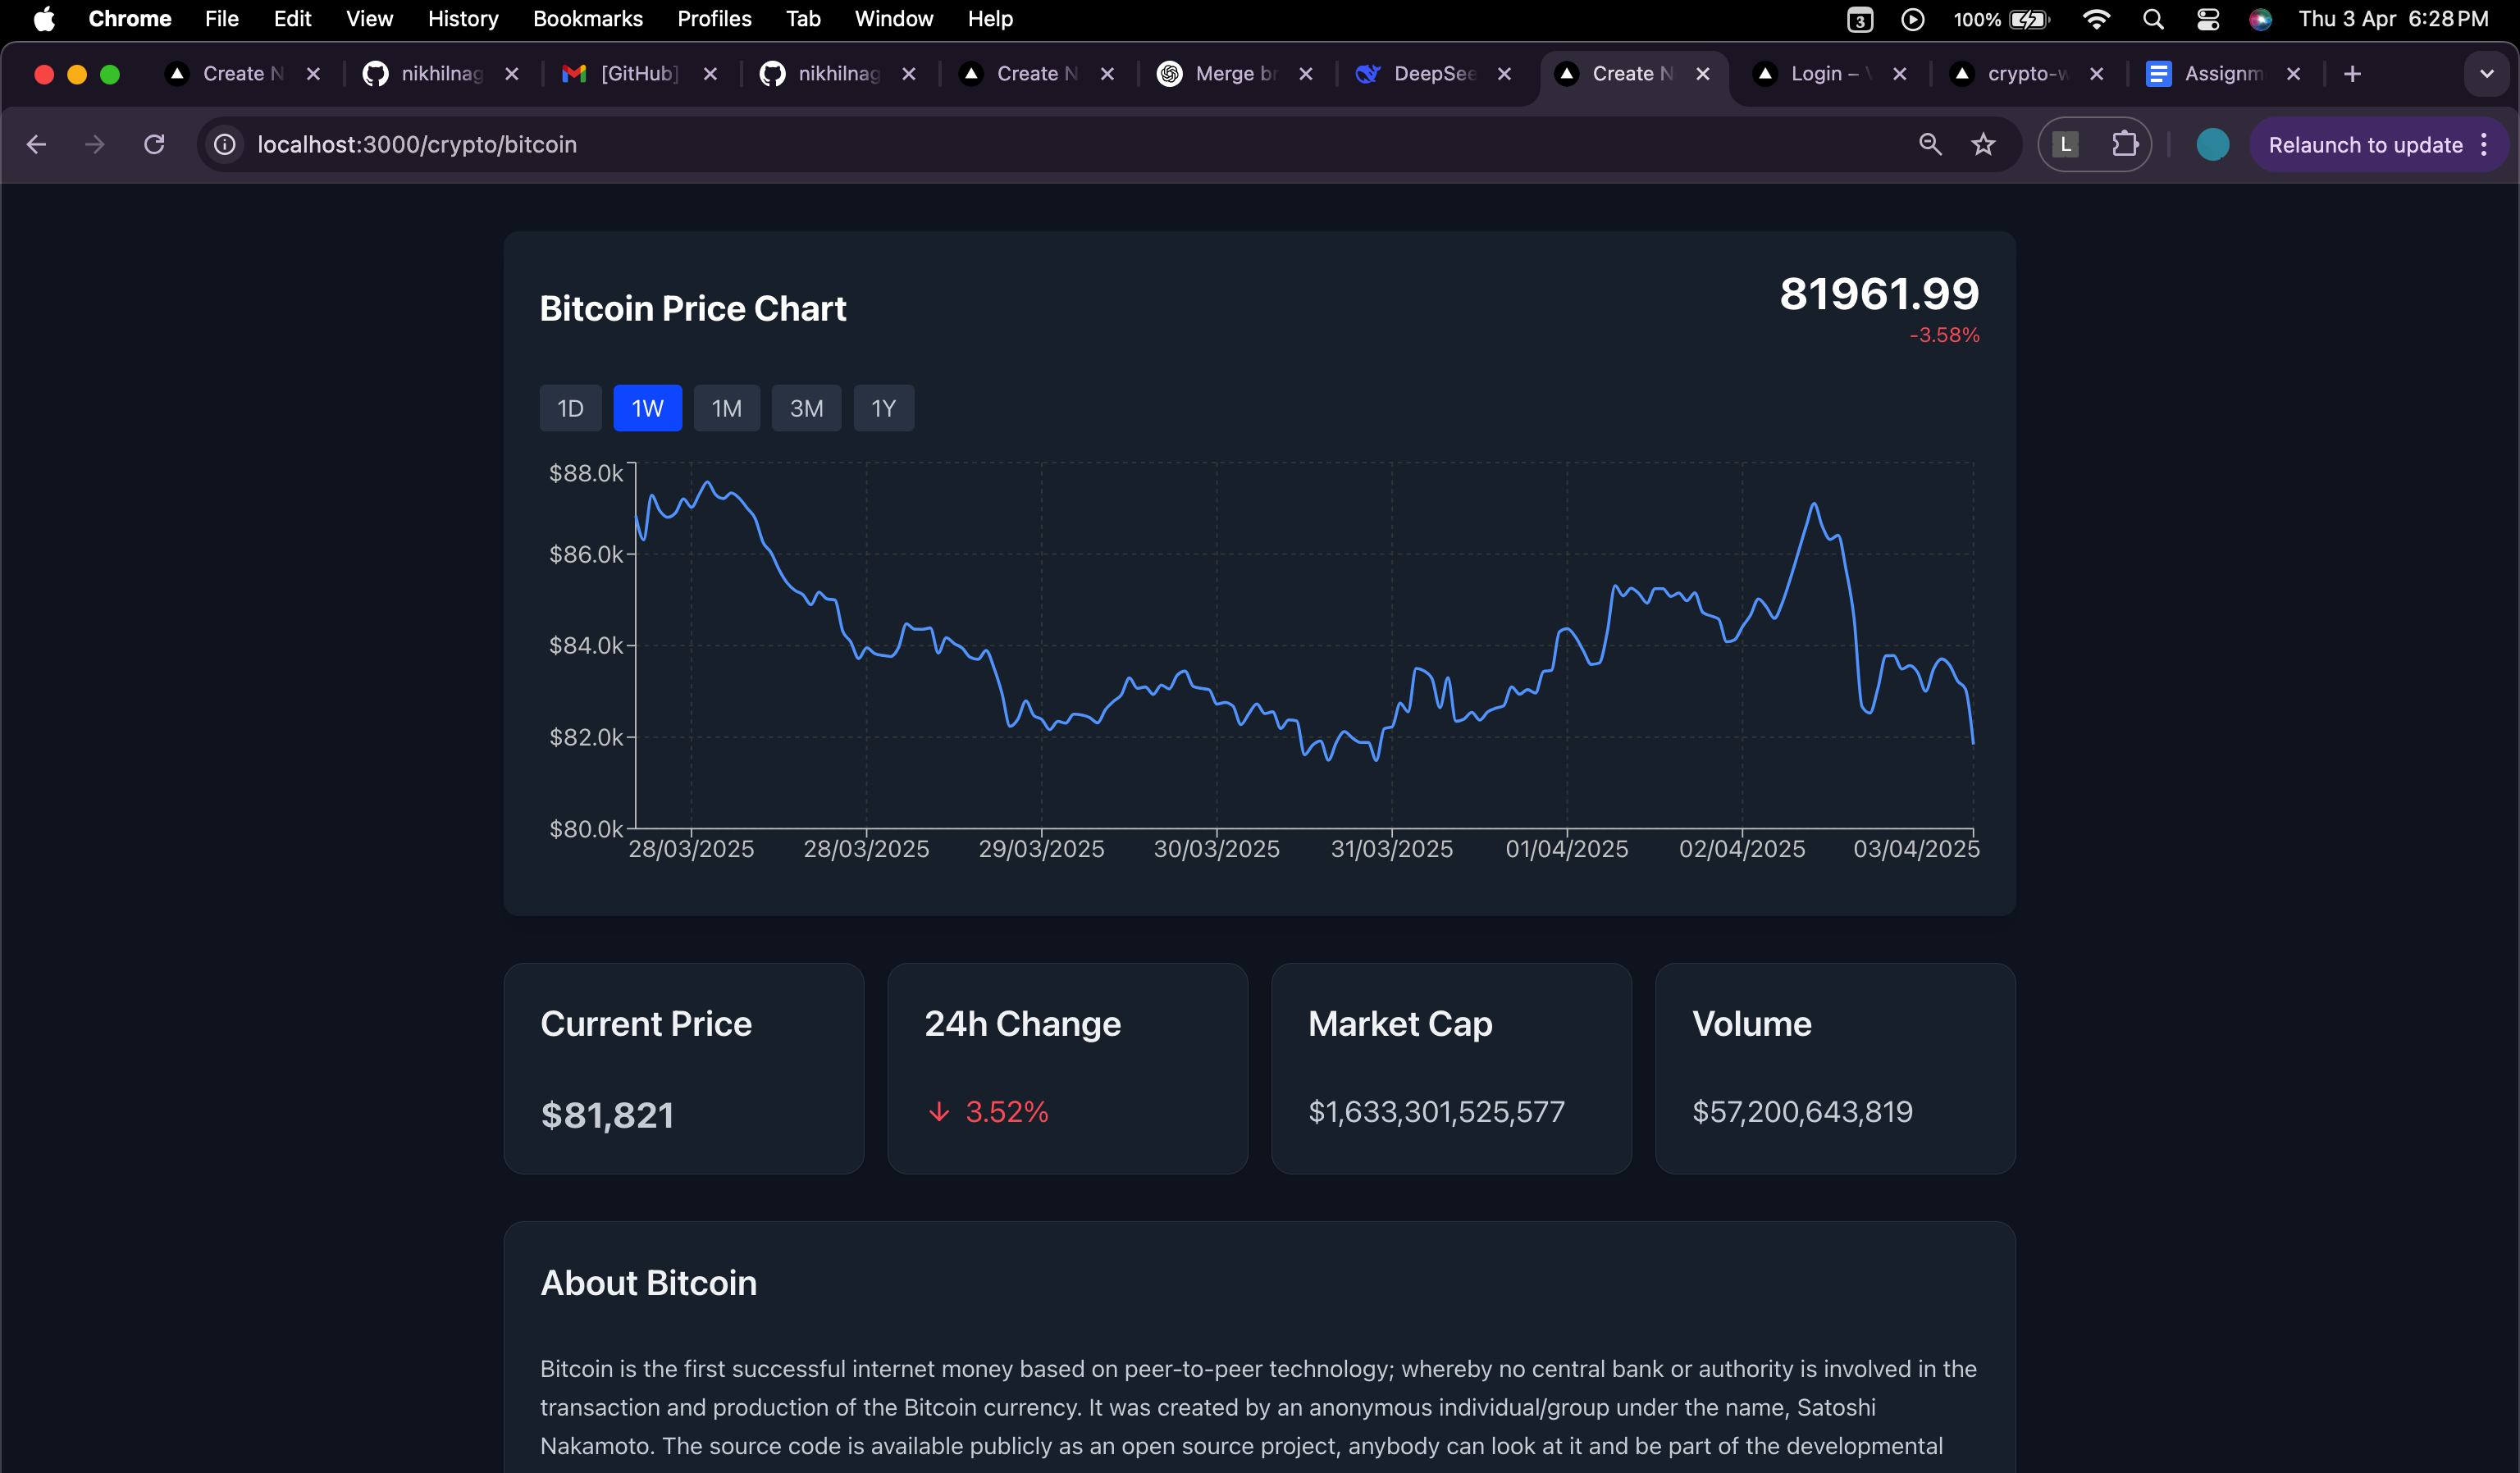 Chrome File Edit View History Bookmarks Profiles Tab Window Help 3 100% Thu 3 Apr 6:28 PM
Create N nikhilnag [GitHub] nikhilnag Create N Merge br DeepSee Create N Login – crypto-w Assignm
localhost:3000/crypto/bitcoin L Relaunch to update
Bitcoin Price Chart
81961.99
-3.58%
1D 1W 1M 3M 1Y
$88.0k
$86.0k
$84.0k
$82.0k
$80.0k
28/03/2025 28/03/2025 29/03/2025 30/03/2025 31/03/2025 01/04/2025 02/04/2025 03/04/2025
Current Price 24h Change Market Cap Volume
$81,821 ↓ 3.52% $1,633,301,525,577 $57,200,643,819
About Bitcoin
Bitcoin is the first successful internet money based on peer-to-peer technology; whereby no central bank or authority is involved in the
transaction and production of the Bitcoin currency. It was created by an anonymous individual/group under the name, Satoshi
Nakamoto. The source code is available publicly as an open source project, anybody can look at it and be part of the developmental